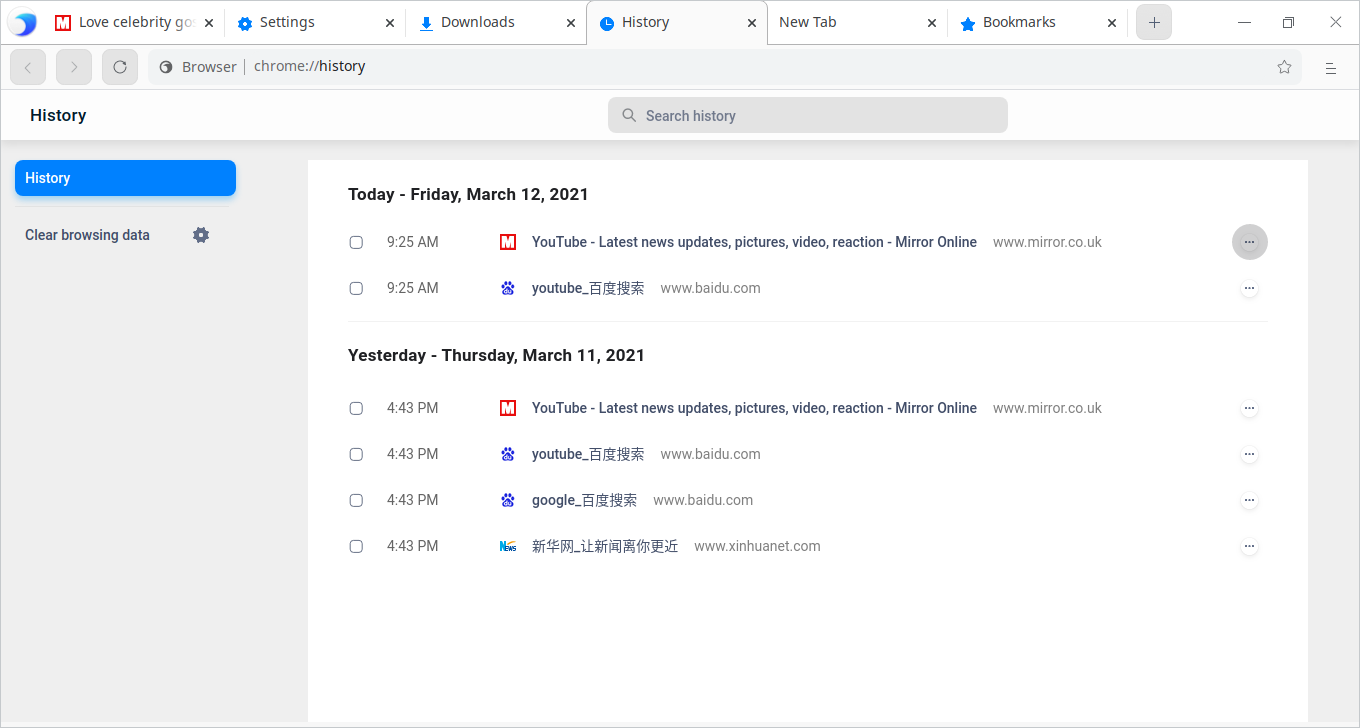 Love celebrity gos
Settings
Downloads
History
New Tab
Bookmarks
Browser | chrome://history
History
Search history
History
Clear browsing data
Today - Friday, March 12, 2021
9:25 AM YouTube - Latest news updates, pictures, video, reaction - Mirror Online www.mirror.co.uk
9:25 AM youtube_百度搜索 www.baidu.com
Yesterday - Thursday, March 11, 2021
4:43 PM YouTube - Latest news updates, pictures, video, reaction - Mirror Online www.mirror.co.uk
4:43 PM youtube_百度搜索 www.baidu.com
4:43 PM google_百度搜索 www.baidu.com
4:43 PM 新华网_让新闻离你更近 www.xinhuanet.com